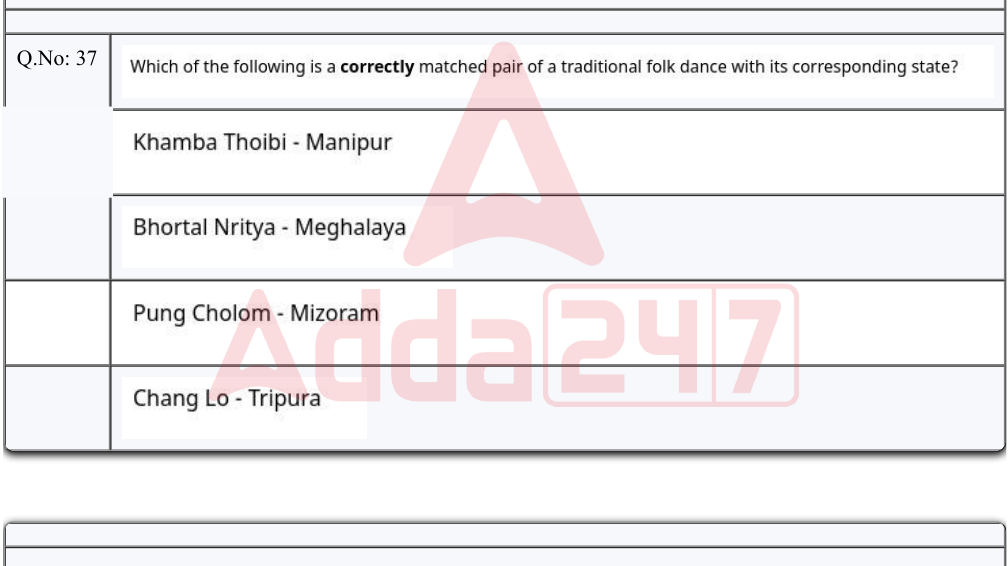 Q.No: 37
Which of the following is a correctly matched pair of a traditional folk dance with its corresponding state?
Khamba Thoibi - Manipur
Bhortal Nritya - Meghalaya
Pung Cholom - Mizoram
Adda247
Chang Lo - Tripura